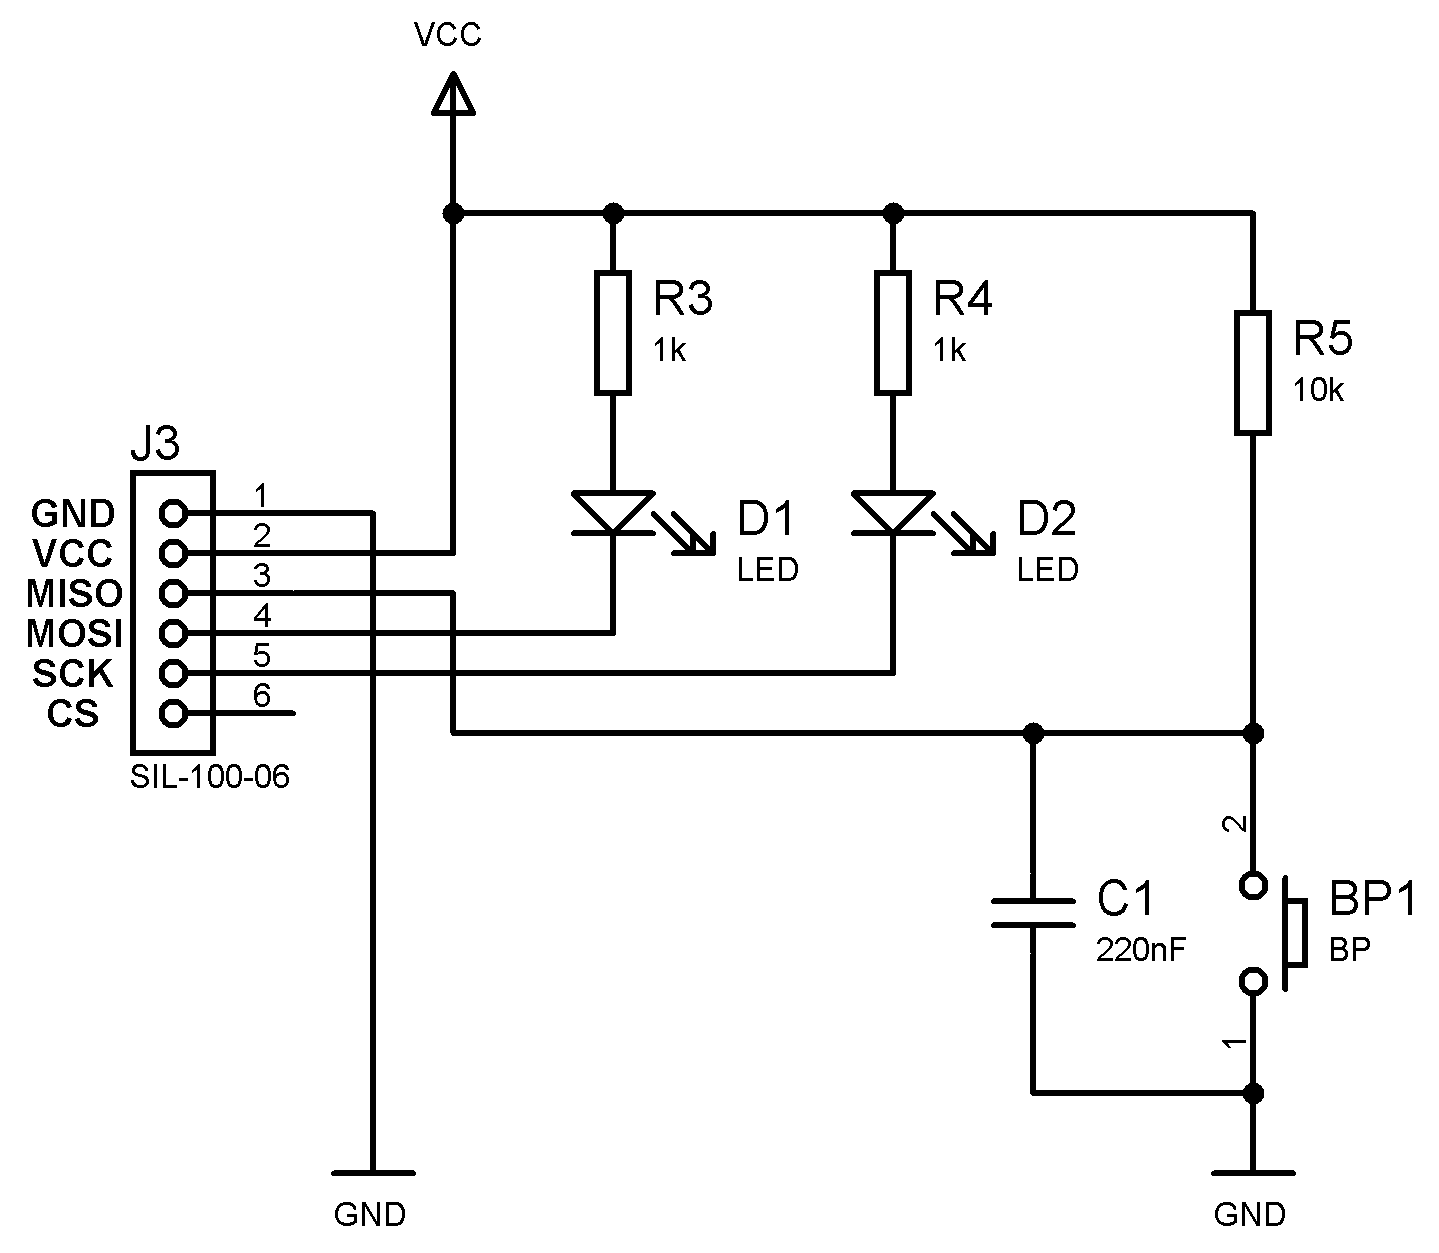 VCC
R3
1k
R4
1k
R5
10k
J3
GND 1
VCC 2
MISO 3
MOSI 4
SCK 5
CS 6
SIL-100-06
D1
LED
D2
LED
2
C1
220nF
BP1
BP
1
GND
GND